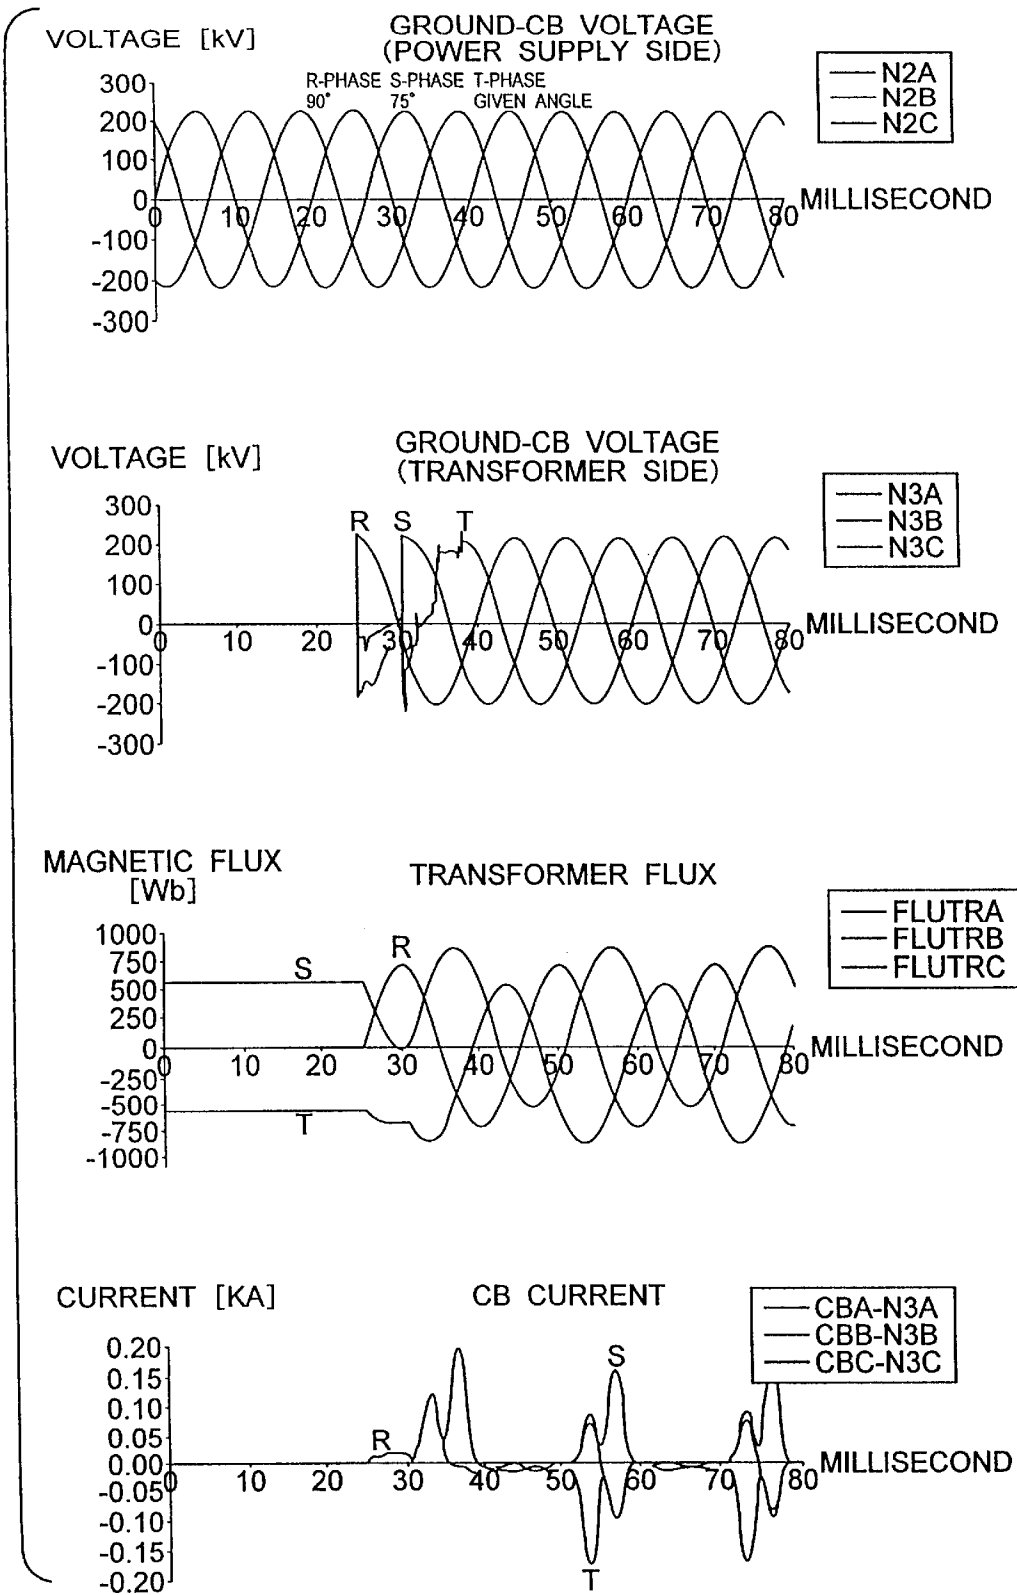 VOLTAGE [kV]
GROUND-CB VOLTAGE
(POWER SUPPLY SIDE)
R-PHASE S-PHASE T-PHASE
90° 75° GIVEN ANGLE
N2A
N2B
N2C
300
200
100
0
-100
-200
-300
0 10 20 30 40 50 60 70 80
MILLISECOND
VOLTAGE [kV]
GROUND-CB VOLTAGE
(TRANSFORMER SIDE)
N3A
N3B
N3C
R S T
300
200
100
0
-100
-200
-300
0 10 20 30 40 50 60 70 80
MILLISECOND
MAGNETIC FLUX
[Wb]
TRANSFORMER FLUX
FLUTRA
FLUTRB
FLUTRC
1000
750
500
250
0
-250
-500
-750
-1000
S
R
T
10 20 30 40 50 60 70 80
MILLISECOND
CURRENT [KA]
CB CURRENT
CBA-N3A
CBB-N3B
CBC-N3C
0.20
0.15
0.10
0.05
0.00
-0.05
-0.10
-0.15
-0.20
R
S
T
0 10 20 30 40 50 60 70 80
MILLISECOND